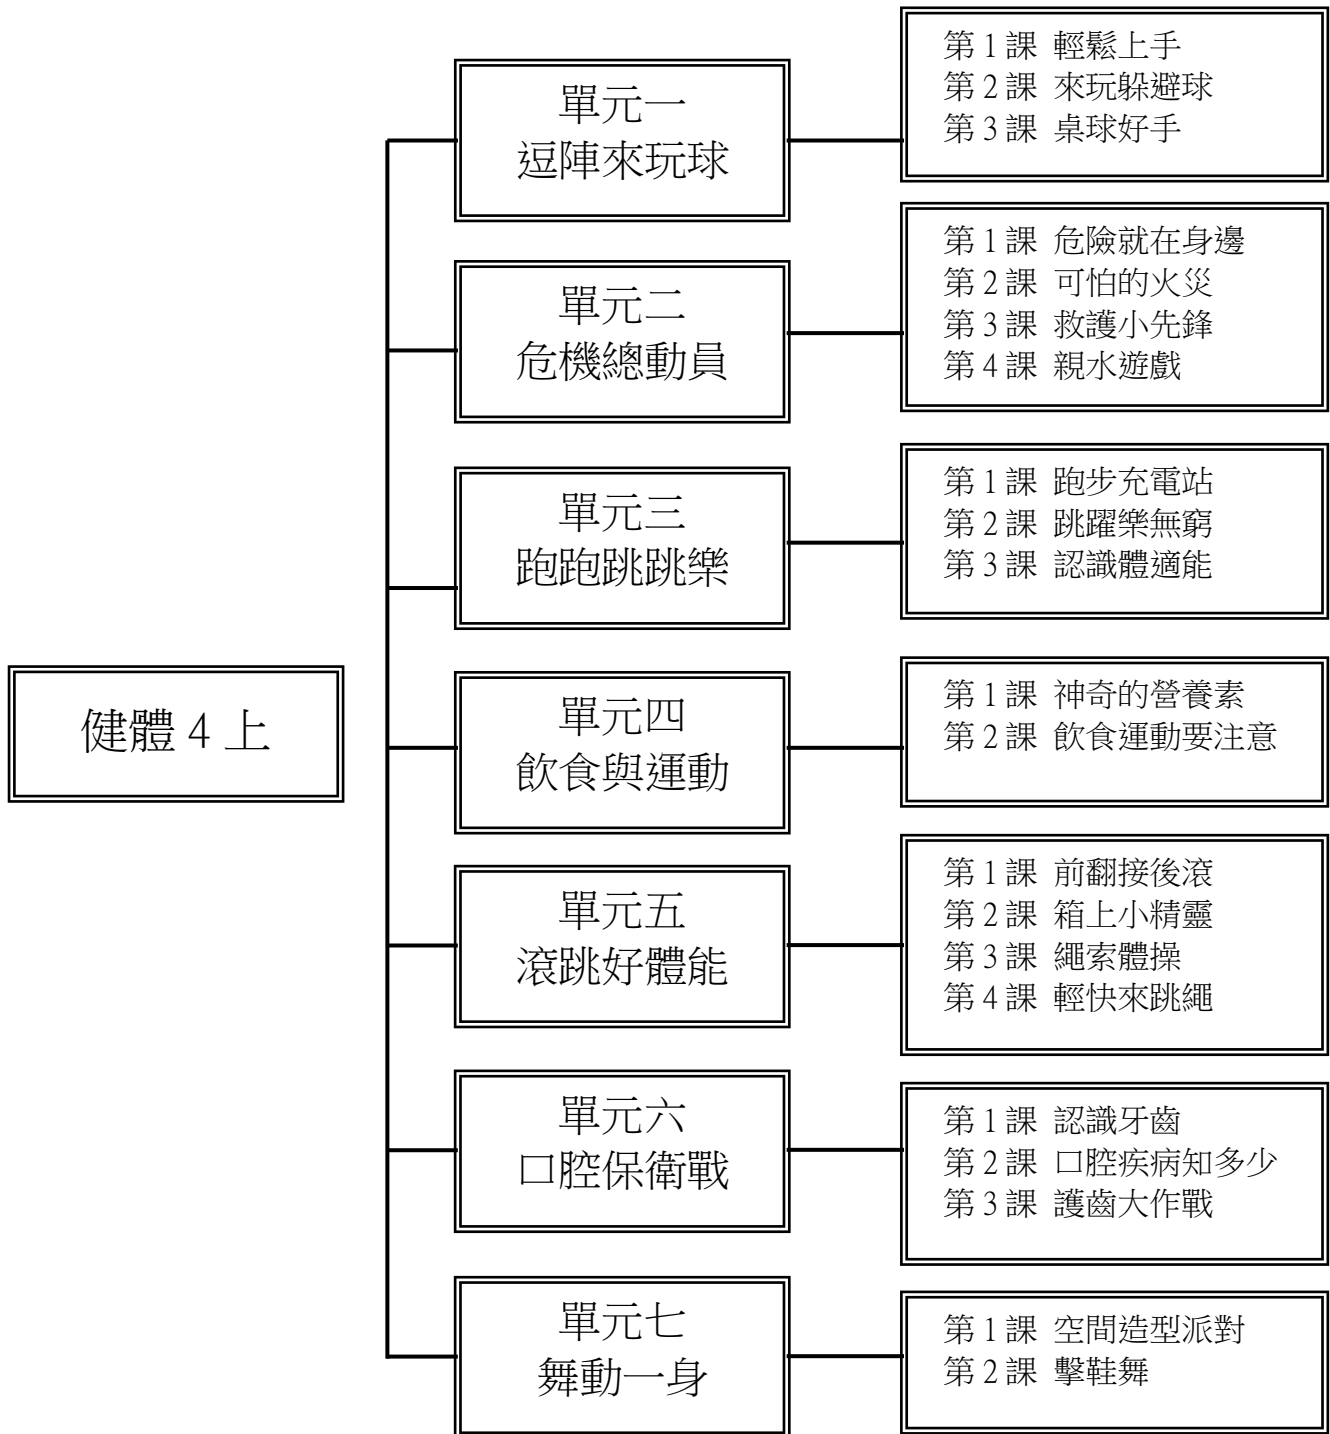 健體4上
單元一
逗陣來玩球
第1課 輕鬆上手
第2課 來玩躲避球
第3課 桌球好手
單元二
危機總動員
第1課 危險就在身邊
第2課 可怕的火災
第3課 救護小先鋒
第4課 親水遊戲
單元三
跑跑跳跳樂
第1課 跑步充電站
第2課 跳躍樂無窮
第3課 認識體適能
單元四
飲食與運動
第1課 神奇的營養素
第2課 飲食運動要注意
單元五
滾跳好體能
第1課 前翻接後滾
第2課 箱上小精靈
第3課 繩索體操
第4課 輕快來跳繩
單元六
口腔保衛戰
第1課 認識牙齒
第2課 口腔疾病知多少
第3課 護齒大作戰
單元七
舞動一身
第1課 空間造型派對
第2課 擊鞋舞